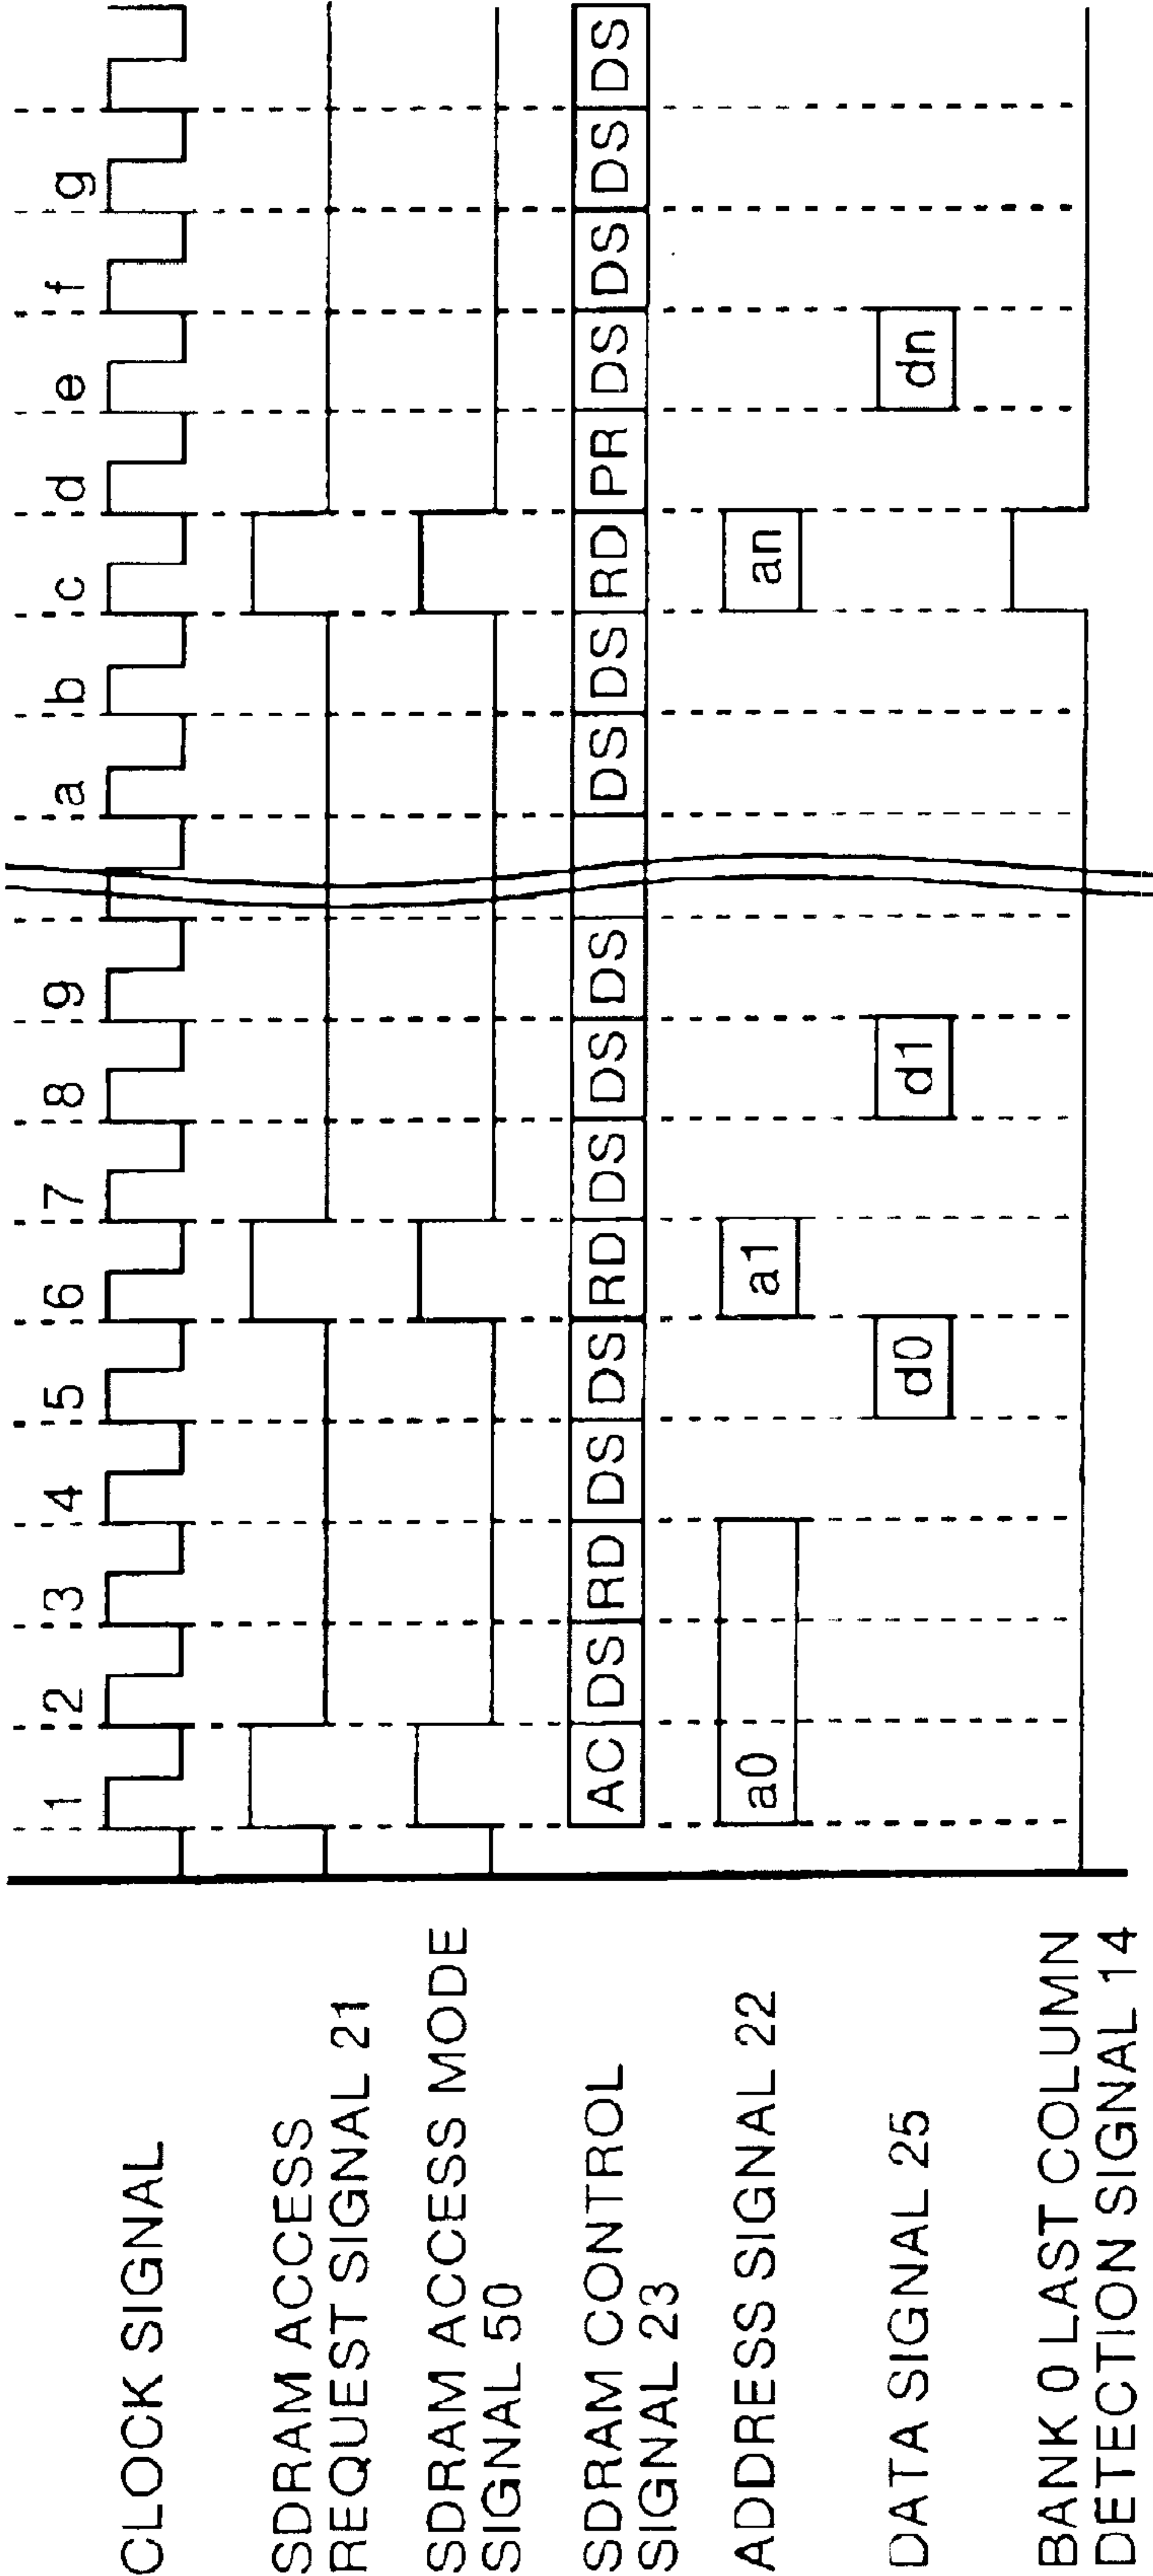 1 2 3 4 5 6 7 8 9 a b c d e f g
CLOCK SIGNAL
SDRAM ACCESS
REQUEST SIGNAL 21
SDRAM ACCESS MODE
SIGNAL 50
SDRAM CONTROL
SIGNAL 23
AC DS RD DS DS RD DS DS DS DS DS RD PR DS DS DS DS
ADDRESS SIGNAL 22
a0 a1 an
DATA SIGNAL 25
d0 d1 dn
BANK 0 LAST COLUMN
DETECTION SIGNAL 14